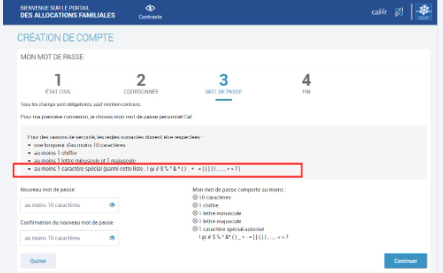 BIENVENUE SUR LE PORTAIL
DES ALLOCATIONS FAMILIALES
Contraste
caf.fr
CRÉATION DE COMPTE
MON MOT DE PASSE
1 2 3 4
ÉTAT CIVIL COORDONNÉE MOT DE PASSE FIN
Tous les champs sont obligatoires, sauf mention contraire.
Pour ma première connexion, je choisis mon mot de passe personnel Caf.
Pour des raisons de sécurité, les règles suivantes doivent être respectées :
• une longueur d'au moins 10 caractères
• au moins 1 chiffre
• au moins 1 lettre minuscule et 1 majuscule
• au moins 1 caractère spécial (parmi cette liste : ! @ # $ % ^ & * ( )
Nouveau mot de passe
au moins 10 caractères
Confirmation du nouveau mot de passe
au moins 10 caractères
Mon mot de passe comporte au moins :
10 caractères
1 chiffre
1 lettre minuscule
1 lettre majuscule
1 caractère spécial autorisé
! @ # $ % ^ & * ( )
Quitter
Continuer